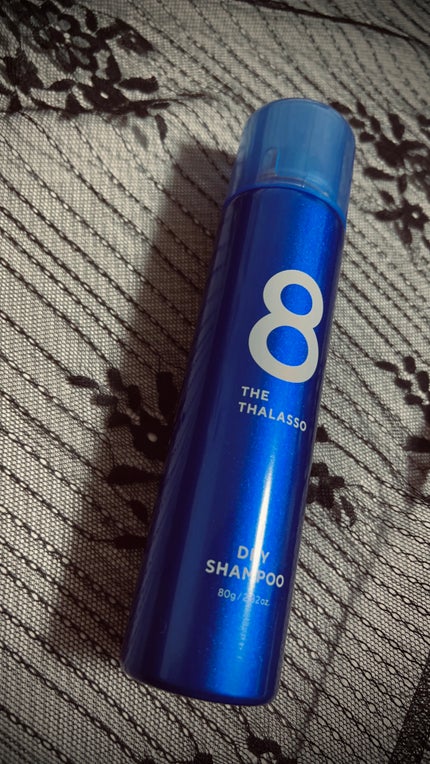 8
THE
THALASSO
DRY
SHAMPOO
80g / 2.82oz.